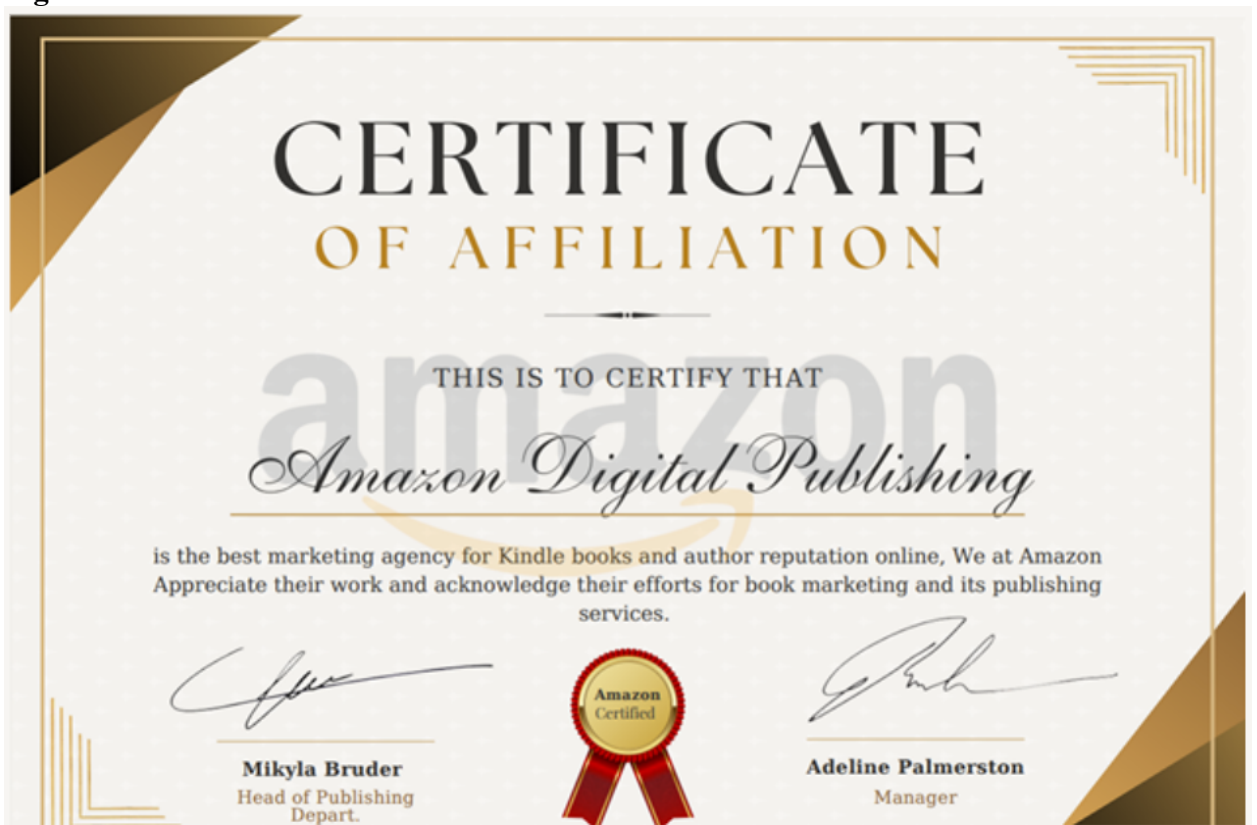 CERTIFICATE
OF AFFILIATION
amazon
THIS IS TO CERTIFY THAT
Amazon Digital Publishing
is the best marketing agency for Kindle books and author reputation online, We at Amazon
Appreciate their work and acknowledge their efforts for book marketing and its publishing
services.
Amazon
Certified
Mikyla Bruder
Head of Publishing
Depart.
Adeline Palmerston
Manager